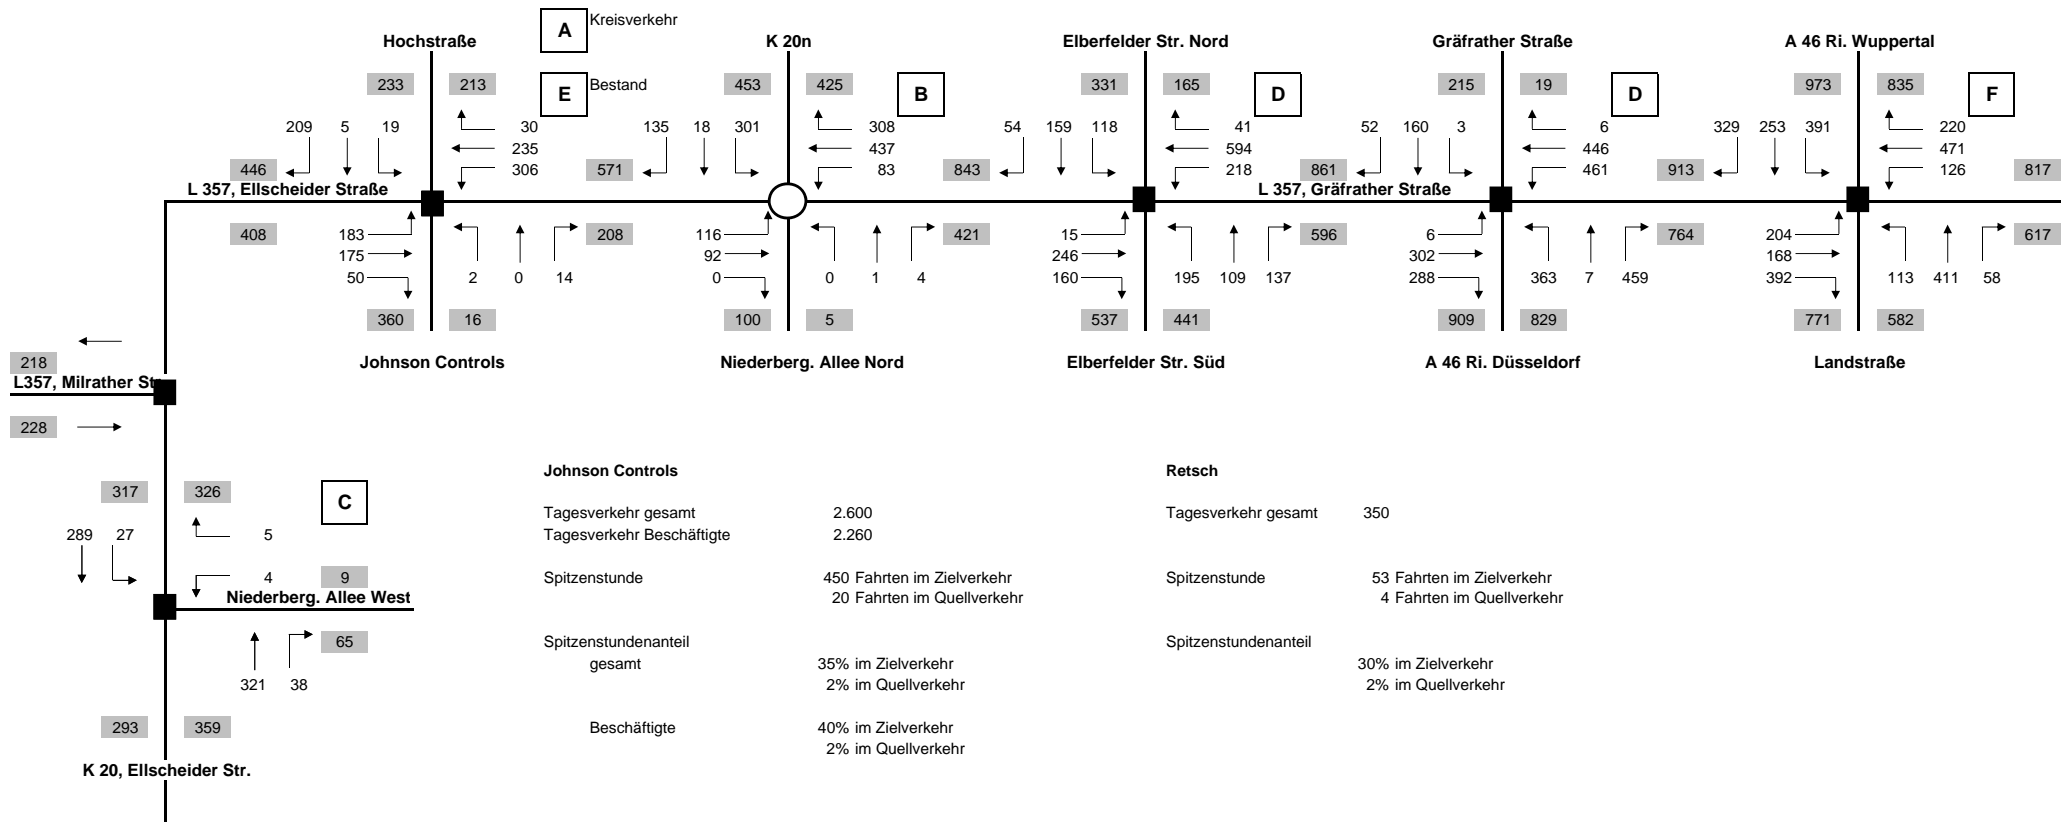 A Kreisverkehr
Hochstraße K 20n Elberfelder Str. Nord Gräfrather Straße A 46 Ri. Wuppertal
233 213 E Bestand 453 425 B 331 165 D 215 19 D 973 835 F
209 5 19 30 135 18 301 308 54 159 118 41 52 160 3 6 329 253 391 220
235 437 594 446 471
446 306 571 83 843 218 861 461 913 126 817
L 357, Ellscheider Straße L 357, Gräfrather Straße
408 183 208 116 421 15 596 6 764 204 617
175 92 246 302 168
50 2 0 14 0 0 1 4 160 195 109 137 288 363 7 459 392 113 411 58
360 16 100 5 537 441 909 829 771 582
Johnson Controls Niederberg. Allee Nord Elberfelder Str. Süd A 46 Ri. Düsseldorf Landstraße
218
L357, Milrather St
228
Johnson Controls Retsch
317 326 C
Tagesverkehr gesamt 2.600 Tagesverkehr gesamt 350
Tagesverkehr Beschäftigte 2.260
289 27 5
4 9
Spitzenstunde 450 Fahrten im Zielverkehr Spitzenstunde 53 Fahrten im Zielverkehr
Niederberg. Allee West 20 Fahrten im Quellverkehr 4 Fahrten im Quellverkehr
65
Spitzenstundenanteil Spitzenstundenanteil
gesamt 35% im Zielverkehr 30% im Zielverkehr
321 38 2% im Quellverkehr 2% im Quellverkehr
293 359 Beschäftigte 40% im Zielverkehr
2% im Quellverkehr
K 20, Ellscheider Str.